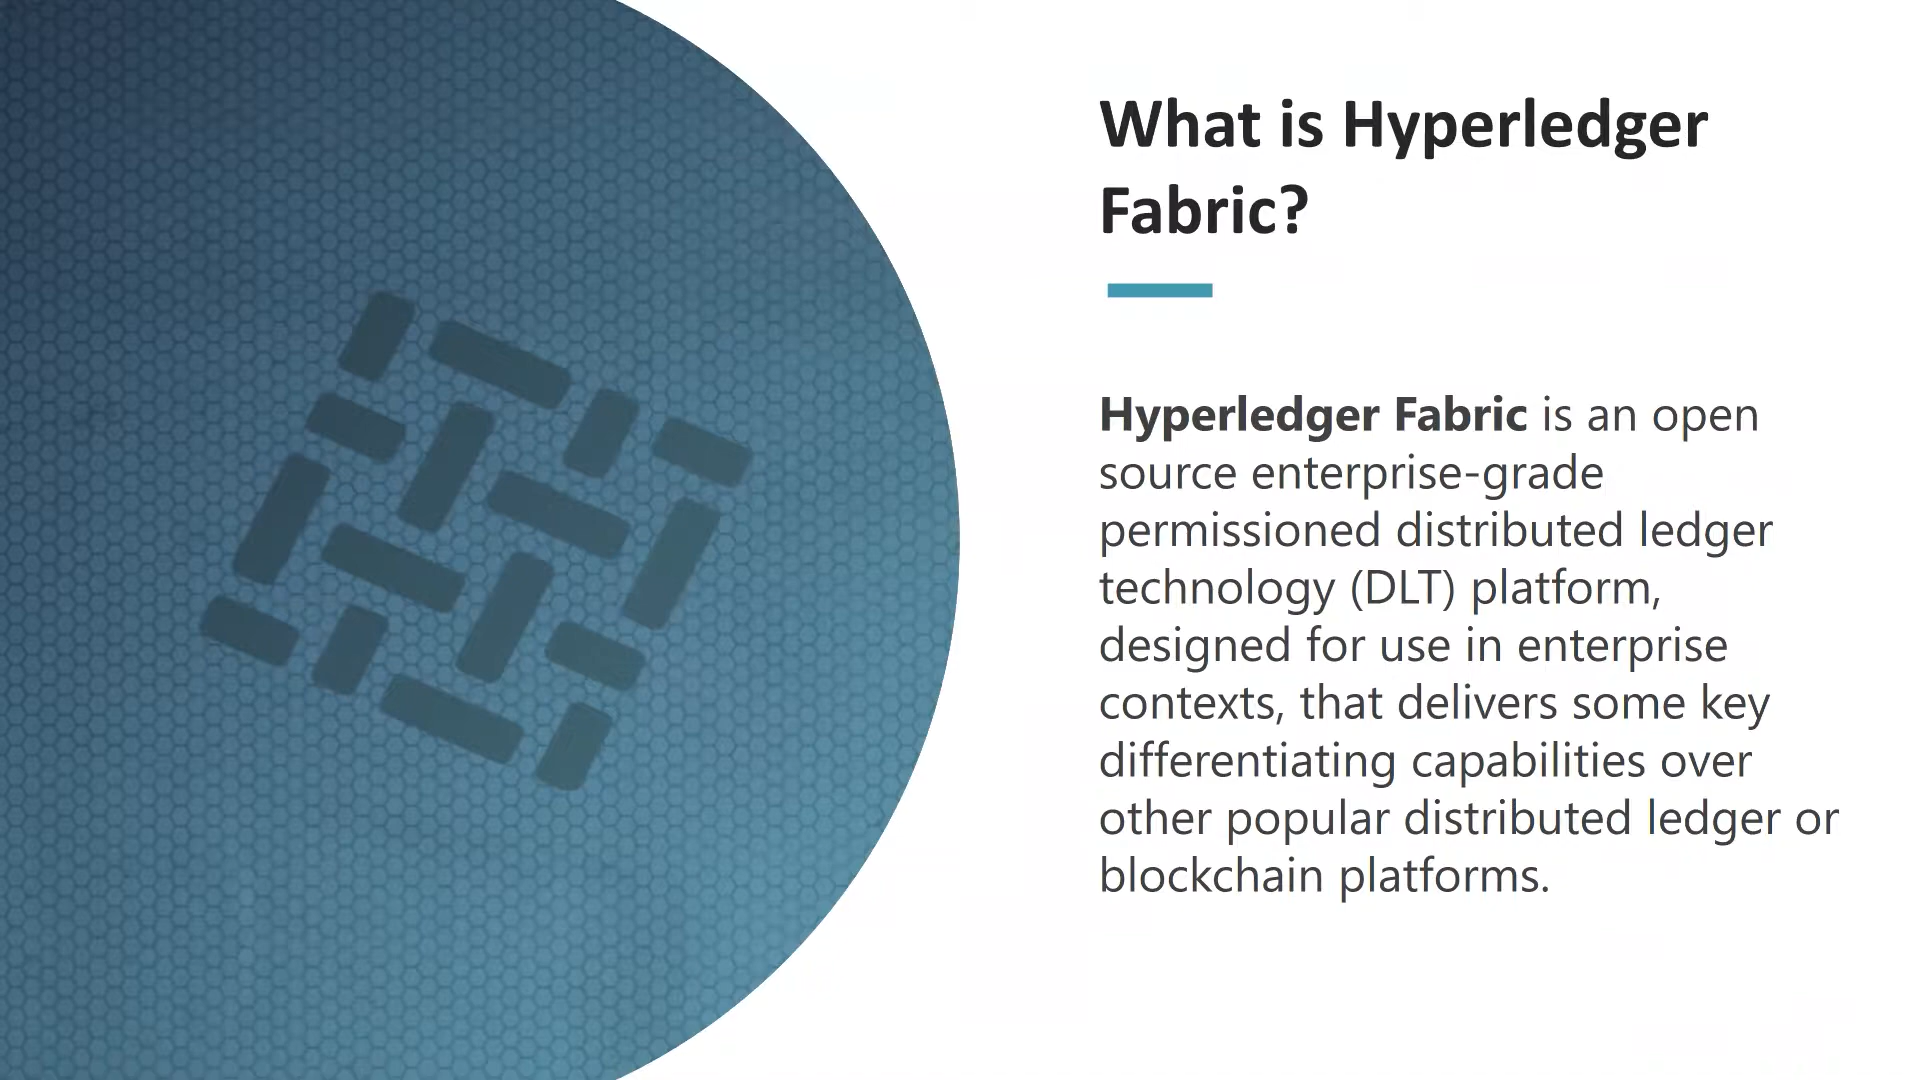 What is Hyperledger
Fabric?
Hyperledger Fabric is an open
source enterprise-grade
permissioned distributed ledger
technology (DLT) platform,
designed for use in enterprise
contexts, that delivers some key
differentiating capabilities over
other popular distributed ledger or
blockchain platforms.